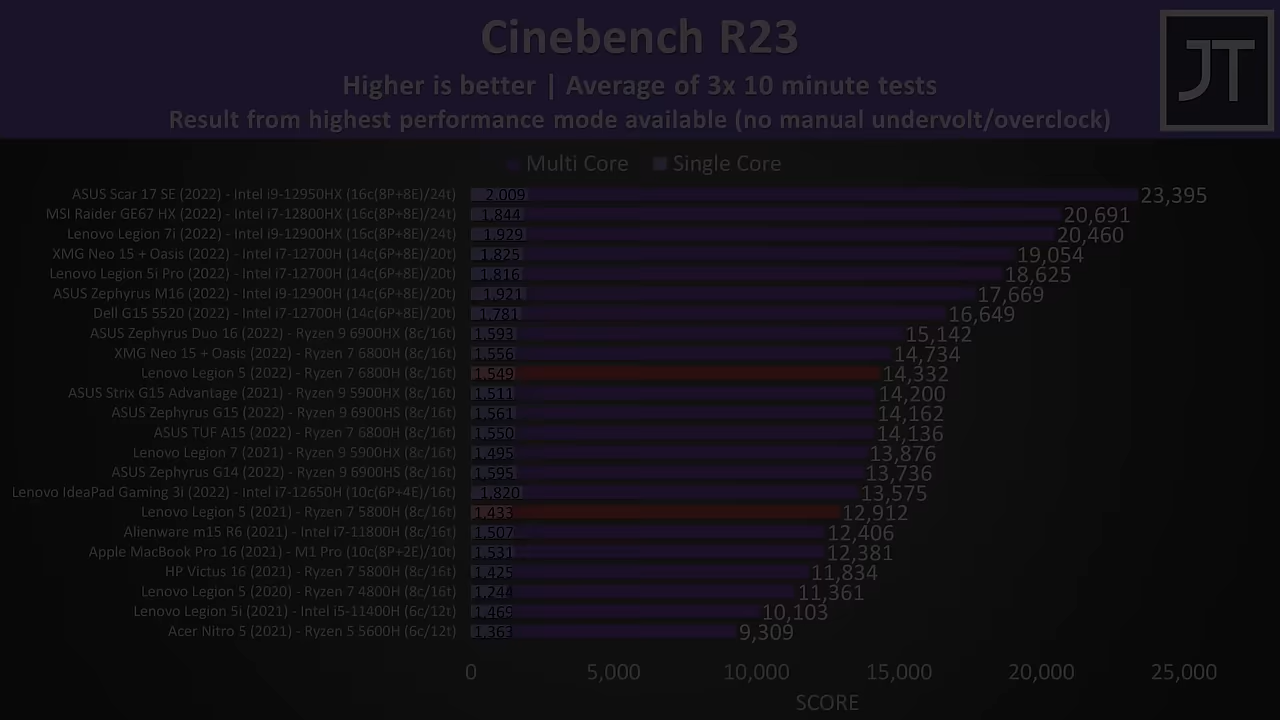 Cinebench R23
Higher is better | Average of 3x 10 minute tests
Result from highest performance mode available (no manual undervolt/overclock)
JT
Multi Core Single Core
ASUS Scar 17 SE (2022) - Intel i9-12950HX (16c(8P+8E)/24t) 2,009 23,395
MSI Raider GE67 HX (2022) - Intel i7-12800HX (16c(8P+8E)/24t) 1,844 20,691
Lenovo Legion 7i (2022) - Intel i9-12900HX (16c(8P+8E)/24t) 1,929 20,460
XMG Neo 15 + Oasis (2022) - Intel i7-12700H (14c(6P+8E)/20t) 1,825 19,054
Lenovo Legion 5i Pro (2022) - Intel i7-12700H (14c(6P+8E)/20t) 1,816 18,625
ASUS Zephyrus M16 (2022) - Intel i9-12900H (14c(6P+8E)/20t) 1,921 17,669
Dell G15 5520 (2022) - Intel i7-12700H (14c(6P+8E)/20t) 1,781 16,649
ASUS Zephyrus Duo 16 (2022) - Ryzen 9 6900HX (8c/16t) 1,593 15,142
XMG Neo 15 + Oasis (2022) - Ryzen 7 6800H (8c/16t) 1,556 14,734
Lenovo Legion 5 (2022) - Ryzen 7 6800H (8c/16t) 1,549 14,332
ASUS Strix G15 Advantage (2021) - Ryzen 9 5900HX (8c/16t) 1,511 14,200
ASUS Zephyrus G15 (2022) - Ryzen 9 6900HS (8c/16t) 1,561 14,162
ASUS TUF A15 (2022) - Ryzen 7 6800H (8c/16t) 1,550 14,136
Lenovo Legion 7 (2021) - Ryzen 9 5900HX (8c/16t) 1,495 13,876
ASUS Zephyrus G14 (2022) - Ryzen 9 6900HS (8c/16t) 1,595 13,736
Lenovo IdeaPad Gaming 3i (2022) - Intel i7-12650H (10c(6P+4E)/16t) 1,820 13,575
Lenovo Legion 5 (2021) - Ryzen 7 5800H (8c/16t) 1,433 12,912
Alienware m15 R6 (2021) - Intel i7-11800H (8c/16t) 1,507 12,406
Apple MacBook Pro 16 (2021) - M1 Pro (10c(8P+2E)/10t) 1,531 12,381
HP Victus 16 (2021) - Ryzen 7 5800H (8c/16t) 1,425 11,834
Lenovo Legion 5 (2020) - Ryzen 7 4800H (8c/16t) 1,244 11,361
Lenovo Legion 5i (2021) - Intel i5-11400H (6c/12t) 1,469 10,103
Acer Nitro 5 (2021) - Ryzen 5 5600H (6c/12t) 1,363 9,309
0 5,000 10,000 15,000 20,000 25,000
SCORE